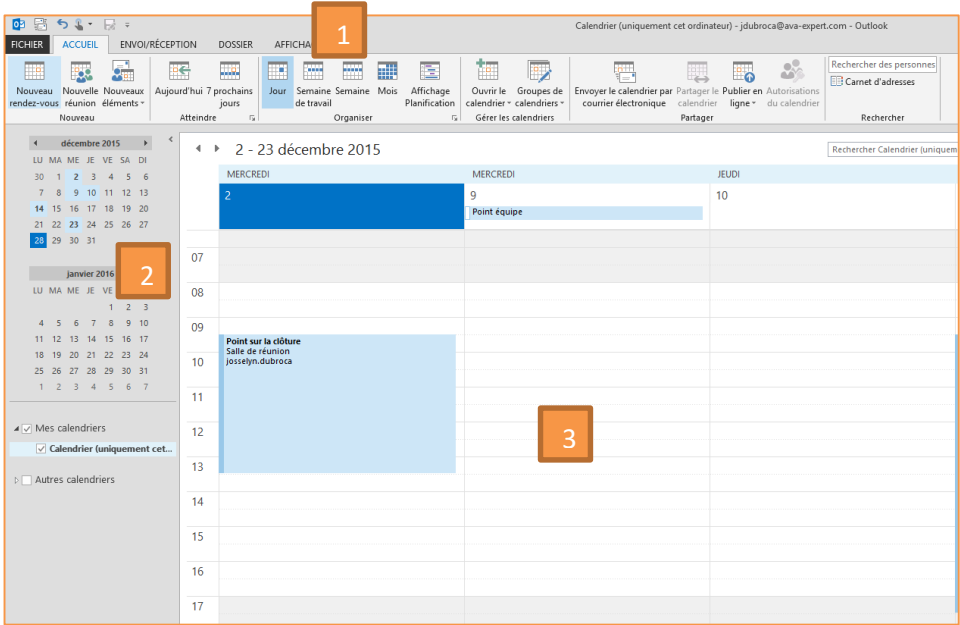 Calendrier (uniquement cet ordinateur) - jdubroca@ava-expert.com - Outlook
FICHIER ACCUEIL ENVOI/RÉCEPTION DOSSIER AFFICHA
1
Nouveau rendez-vous
Nouvelle réunion
Nouveaux éléments
Nouveau
Aujourd'hui
7 prochains jours
Atteindre
Jour
Semaine de travail
Semaine
Mois
Affichage Planification
Organiser
Ouvrir le calendrier
Groupes de calendriers
Gérer les calendriers
Envoyer le calendrier par courrier électronique
Partager le calendrier
Publier en ligne
Autorisations du calendrier
Partager
Rechercher des personnes
Carnet d'adresses
Rechercher
décembre 2015
LU MA ME JE VE SA DI
30 1 2 3 4 5 6
7 8 9 10 11 12 13
14 15 16 17 18 19 20
21 22 23 24 25 26 27
28 29 30 31
2
janvier 2016
LU MA ME JE VE
1 2 3
4 5 6 7 8 9 10
11 12 13 14 15 16 17
18 19 20 21 22 23 24
25 26 27 28 29 30 31
1 2 3 4 5 6 7
Mes calendriers
Calendrier (uniquement cet...
Autres calendriers
2 - 23 décembre 2015
Rechercher Calendrier (uniquem
MERCREDI MERCREDI JEUDI
2 9 10
Point équipe
07
08
09
Point sur la clôture
Salle de réunion
josselyn.dubroca
10
11
12
3
13
14
15
16
17